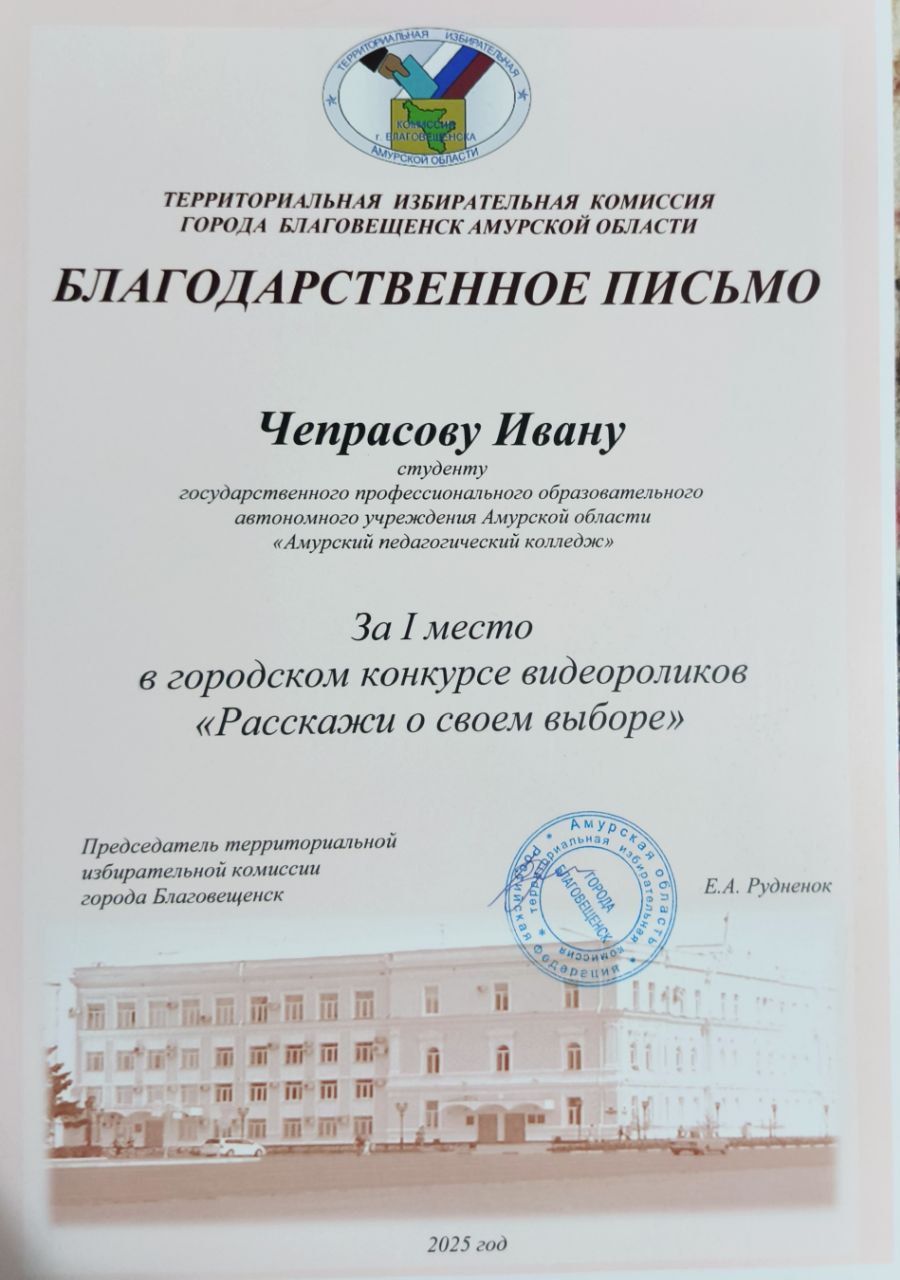 ТЕРРИТОРИАЛЬНАЯ ИЗБИРАТЕЛЬНАЯ
КОМИССИЯ
г. БЛАГОВЕЩЕНСКА
АМУРСКОЙ ОБЛАСТИ
ТЕРРИТОРИАЛЬНАЯ ИЗБИРАТЕЛЬНАЯ КОМИССИЯ
ГОРОДА БЛАГОВЕЩЕНСК АМУРСКОЙ ОБЛАСТИ
БЛАГОДАРСТВЕННОЕ ПИСЬМО
Чепрасову Ивану
студенту
государственного профессионального образовательного
автономного учреждения Амурской области
«Амурский педагогический колледж»
За I место
в городском конкурсе видеороликов
«Расскажи о своем выборе»
Председатель территориальной
избирательной комиссии
города Благовещенск
Российская Федерация * Амурская область *
территориальная избирательная комиссия *
ГОРОДА
БЛАГОВЕЩЕНСК
Е.А. Рудненок
2025 год